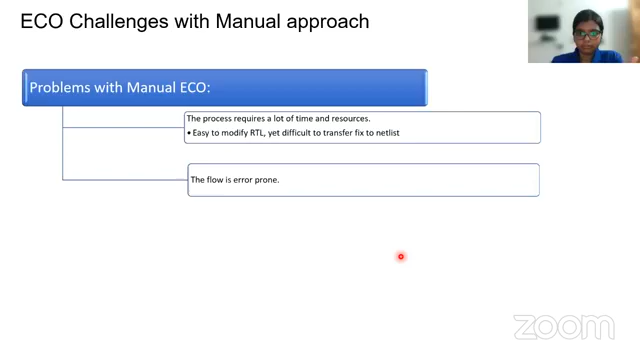 ECO Challenges with Manual approach
Problems with Manual ECO:
The process requires a lot of time and resources.
• Easy to modify RTL, yet difficult to transfer fix to netlist
The flow is error prone.
zoom